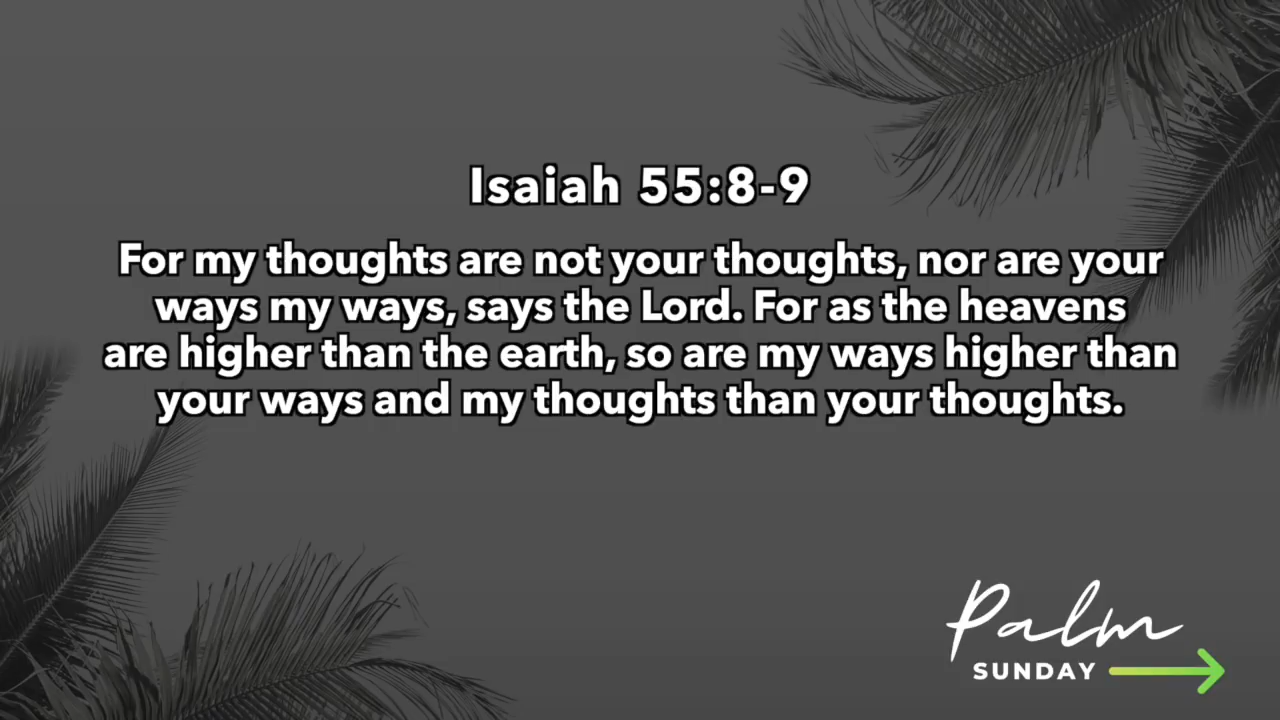 Isaiah 55:8-9
For my thoughts are not your thoughts, nor are your
ways my ways, says the Lord. For as the heavens
are higher than the earth, so are my ways higher than
your ways and my thoughts than your thoughts.
Palm
SUNDAY